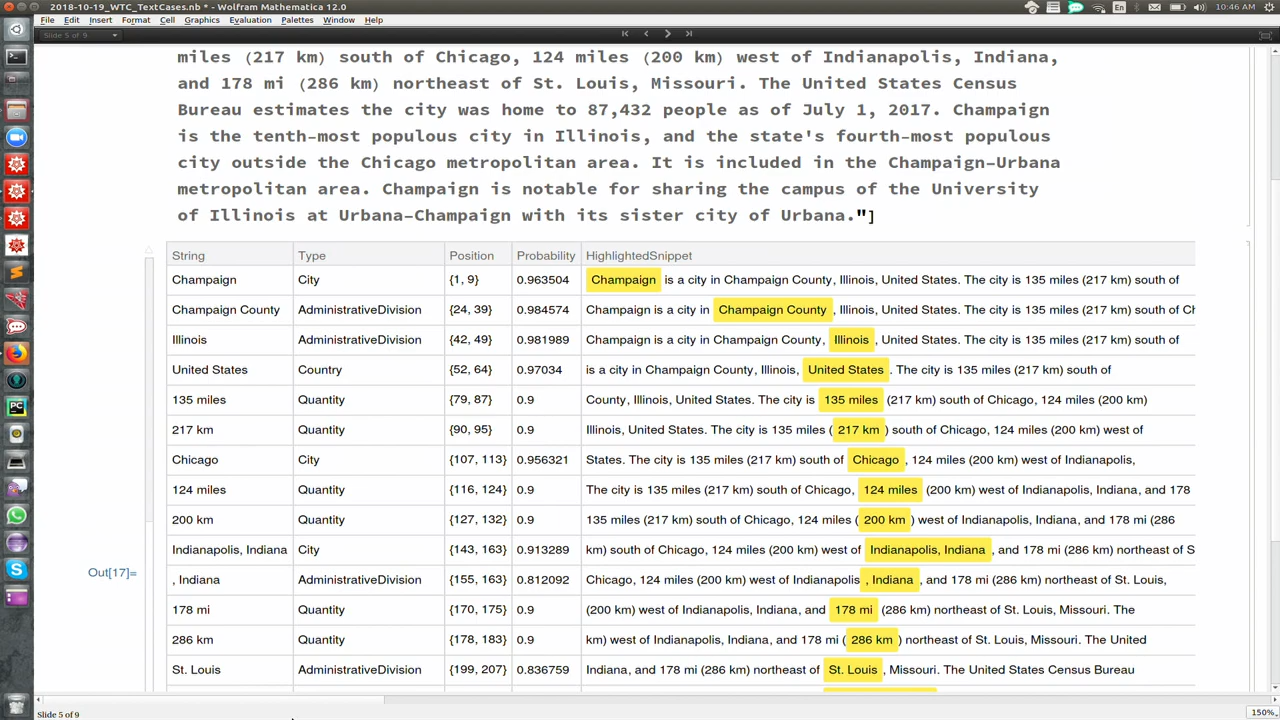 2018-10-19_WTC_TextCases.nb * - Wolfram Mathematica 12.0
En
10:46 AM
File Edit Insert Format Cell Graphics Evaluation Palettes Window Help
Slide 5 of 9
miles (217 km) south of Chicago, 124 miles (200 km) west of Indianapolis, Indiana,
and 178 mi (286 km) northeast of St. Louis, Missouri. The United States Census
Bureau estimates the city was home to 87,432 people as of July 1, 2017. Champaign
is the tenth-most populous city in Illinois, and the state's fourth-most populous
city outside the Chicago metropolitan area. It is included in the Champaign-Urbana
metropolitan area. Champaign is notable for sharing the campus of the University
of Illinois at Urbana-Champaign with its sister city of Urbana."]
String Type Position Probability HighlightedSnippet
Champaign City {1, 9} 0.963504 Champaign is a city in Champaign County, Illinois, United States. The city is 135 miles (217 km) south of
Champaign County AdministrativeDivision {24, 39} 0.984574 Champaign is a city in Champaign County , Illinois, United States. The city is 135 miles (217 km) south of Ch
Illinois AdministrativeDivision {42, 49} 0.981989 Champaign is a city in Champaign County, Illinois , United States. The city is 135 miles (217 km) south of
United States Country {52, 64} 0.97034 is a city in Champaign County, Illinois, United States . The city is 135 miles (217 km) south of
135 miles Quantity {79, 87} 0.9 County, Illinois, United States. The city is 135 miles (217 km) south of Chicago, 124 miles (200 km)
217 km Quantity {90, 95} 0.9 Illinois, United States. The city is 135 miles ( 217 km ) south of Chicago, 124 miles (200 km) west of
Chicago City {107, 113} 0.956321 States. The city is 135 miles (217 km) south of Chicago , 124 miles (200 km) west of Indianapolis,
124 miles Quantity {116, 124} 0.9 The city is 135 miles (217 km) south of Chicago, 124 miles (200 km) west of Indianapolis, Indiana, and 178
200 km Quantity {127, 132} 0.9 135 miles (217 km) south of Chicago, 124 miles ( 200 km ) west of Indianapolis, Indiana, and 178 mi (286
Indianapolis, Indiana City {143, 163} 0.913289 km) south of Chicago, 124 miles (200 km) west of Indianapolis, Indiana , and 178 mi (286 km) northeast of S
Out[17]=
, Indiana AdministrativeDivision {155, 163} 0.812092 Chicago, 124 miles (200 km) west of Indianapolis , Indiana , and 178 mi (286 km) northeast of St. Louis,
178 mi Quantity {170, 175} 0.9 (200 km) west of Indianapolis, Indiana, and 178 mi (286 km) northeast of St. Louis, Missouri. The
286 km Quantity {178, 183} 0.9 km) west of Indianapolis, Indiana, and 178 mi ( 286 km ) northeast of St. Louis, Missouri. The United
St. Louis AdministrativeDivision {199, 207} 0.836759 Indiana, and 178 mi (286 km) northeast of St. Louis , Missouri. The United States Census Bureau
Slide 5 of 9
150%